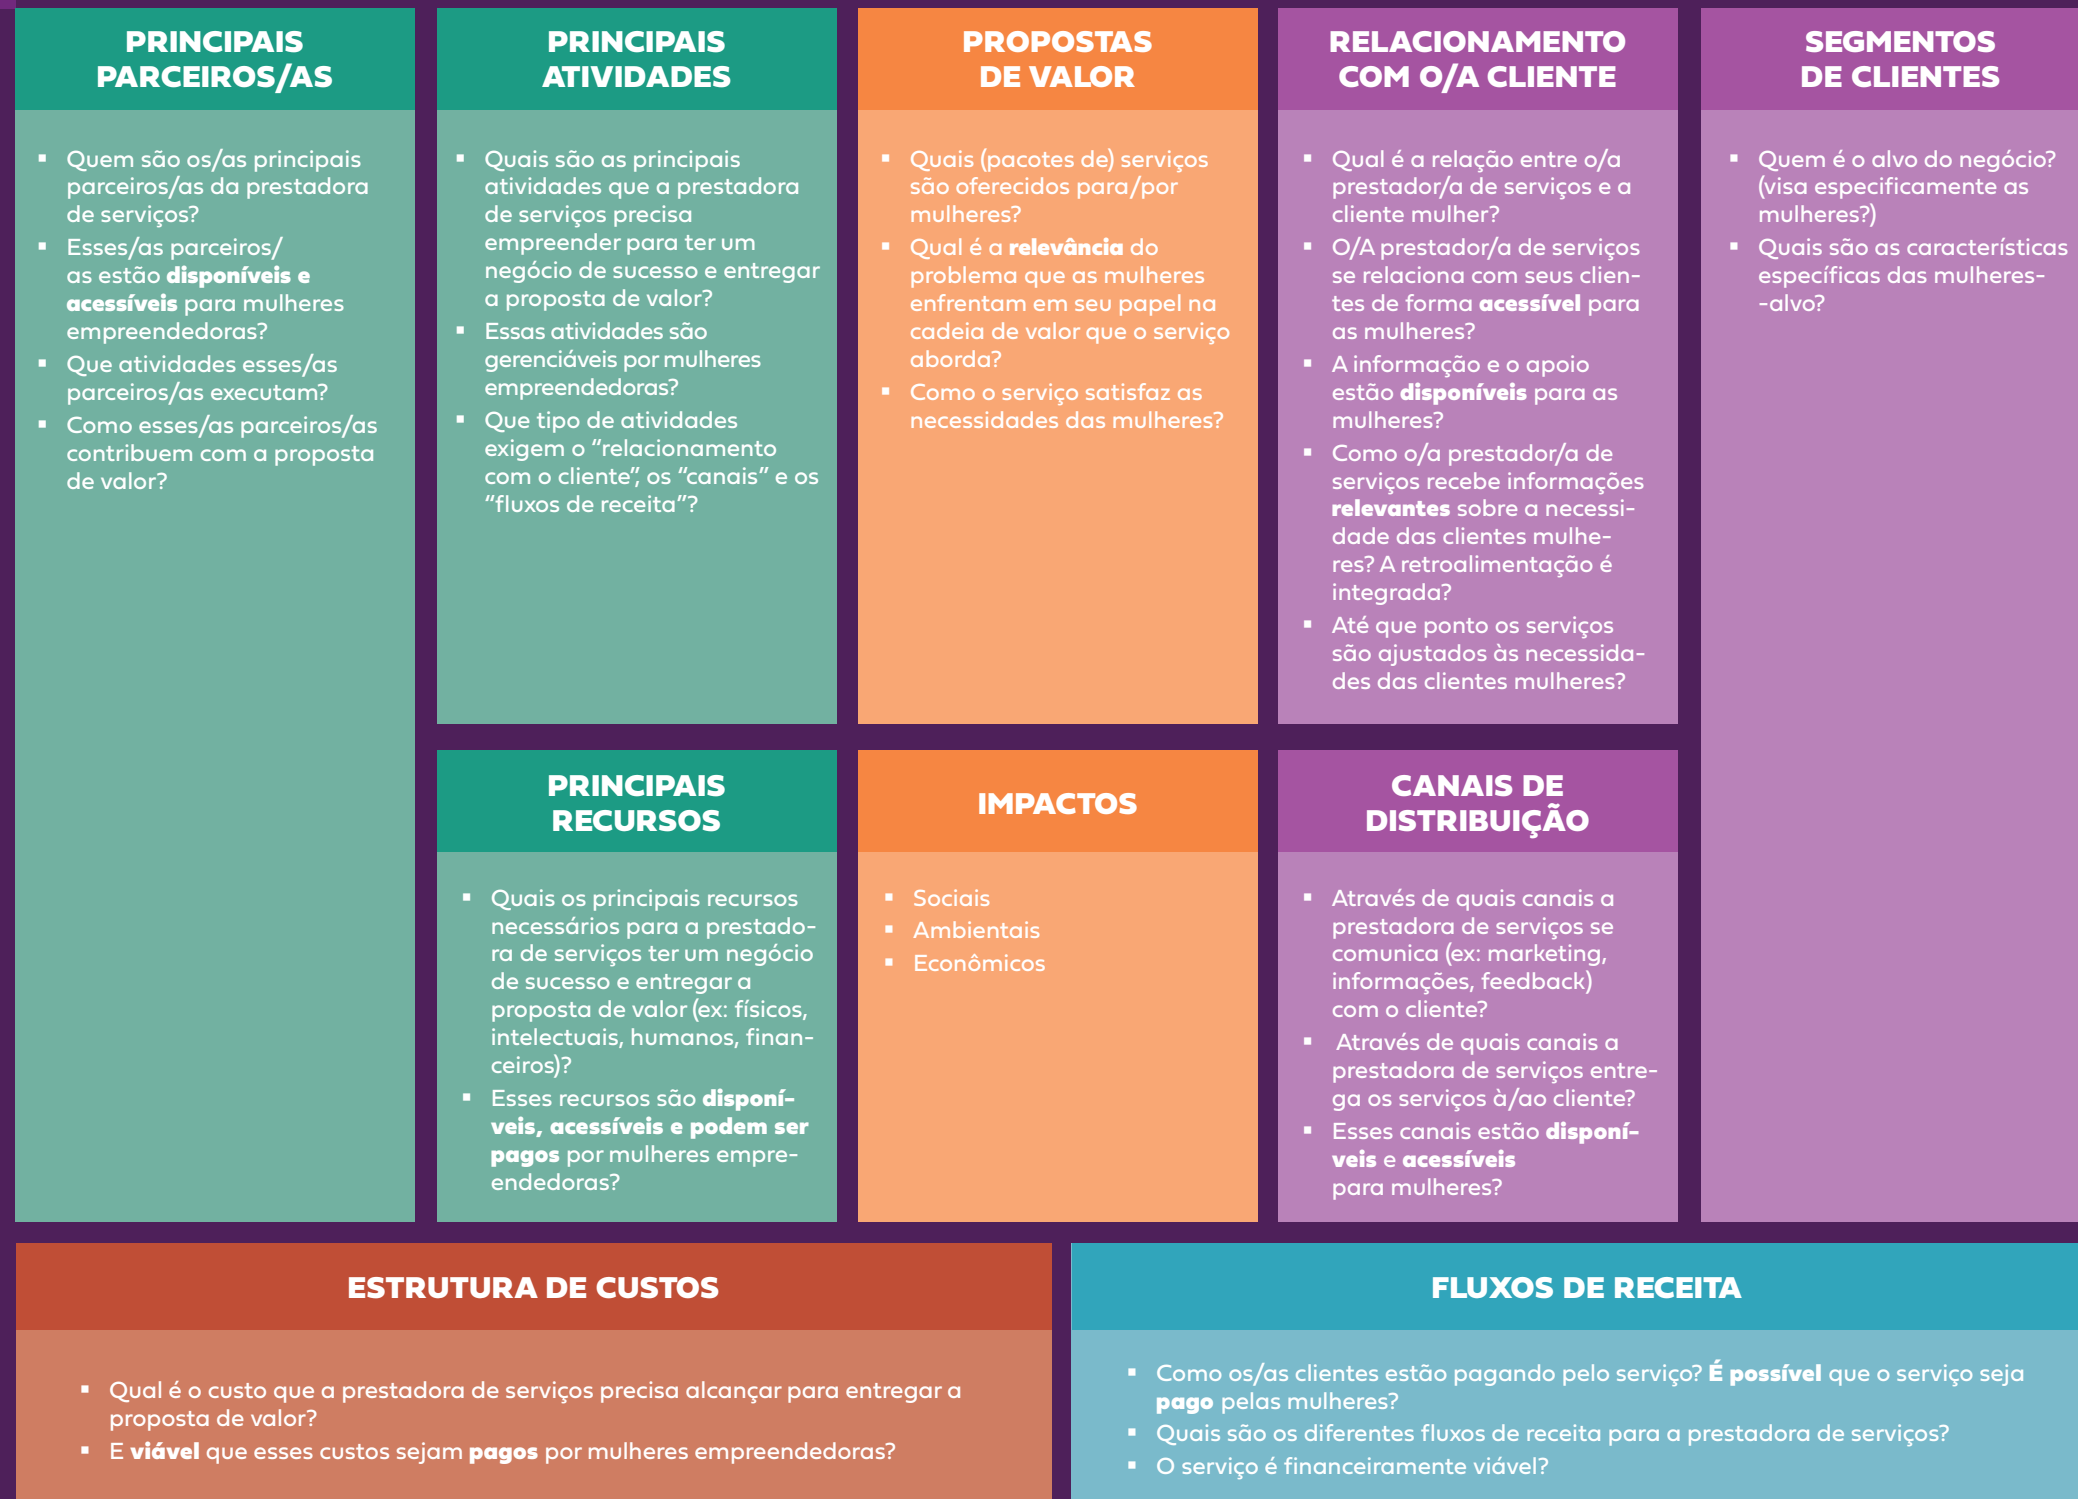 PRINCIPAIS
PARCEIROS/AS
▪ Quem são os/as principais
parceiros/as da prestadora
de serviços?
▪ Esses/as parceiros/
as estão disponíveis e
acessíveis para mulheres
empreendedoras?
▪ Que atividades esses/as
parceiros/as executam?
▪ Como esses/as parceiros/as
contribuem com a proposta
de valor?
PRINCIPAIS
ATIVIDADES
▪ Quais são as principais
atividades que a prestadora
de serviços precisa
empreender para ter um
negócio de sucesso e entregar
a proposta de valor?
▪ Essas atividades são
gerenciáveis por mulheres
empreendedoras?
▪ Que tipo de atividades
exigem o “relacionamento
com o cliente”, os “canais” e os
“fluxos de receita”?
PRINCIPAIS
RECURSOS
▪ Quais os principais recursos
necessários para a prestado-
ra de serviços ter um negócio
de sucesso e entregar a
proposta de valor (ex: físicos,
intelectuais, humanos, finan-
ceiros)?
▪ Esses recursos são disponí-
veis, acessíveis e podem ser
pagos por mulheres empre-
endedoras?
PROPOSTAS
DE VALOR
▪ Quais (pacotes de) serviços
são oferecidos para/por
mulheres?
▪ Qual é a relevância do
problema que as mulheres
enfrentam em seu papel na
cadeia de valor que o serviço
aborda?
▪ Como o serviço satisfaz as
necessidades das mulheres?
IMPACTOS
▪ Sociais
▪ Ambientais
▪ Econômicos
RELACIONAMENTO
COM O/A CLIENTE
▪ Qual é a relação entre o/a
prestador/a de serviços e a
cliente mulher?
▪ O/A prestador/a de serviços
se relaciona com seus clien-
tes de forma acessível para
as mulheres?
▪ A informação e o apoio
estão disponíveis para as
mulheres?
▪ Como o/a prestador/a de
serviços recebe informações
relevantes sobre a necessi-
dade das clientes mulhe-
res? A retroalimentação é
integrada?
▪ Até que ponto os serviços
são ajustados às necessida-
des das clientes mulheres?
CANAIS DE
DISTRIBUIÇÃO
▪ Através de quais canais a
prestadora de serviços se
comunica (ex: marketing,
informações, feedback)
com o cliente?
▪ Através de quais canais a
prestadora de serviços entre-
ga os serviços à/ao cliente?
▪ Esses canais estão disponí-
veis e acessíveis
para mulheres?
SEGMENTOS
DE CLIENTES
▪ Quem é o alvo do negócio?
(visa especificamente as
mulheres?)
▪ Quais são as características
específicas das mulheres-
-alvo?
ESTRUTURA DE CUSTOS
▪ Qual é o custo que a prestadora de serviços precisa alcançar para entregar a
proposta de valor?
▪ E viável que esses custos sejam pagos por mulheres empreendedoras?
FLUXOS DE RECEITA
▪ Como os/as clientes estão pagando pelo serviço? É possível que o serviço seja
pago pelas mulheres?
▪ Quais são os diferentes fluxos de receita para a prestadora de serviços?
▪ O serviço é financeiramente viável?